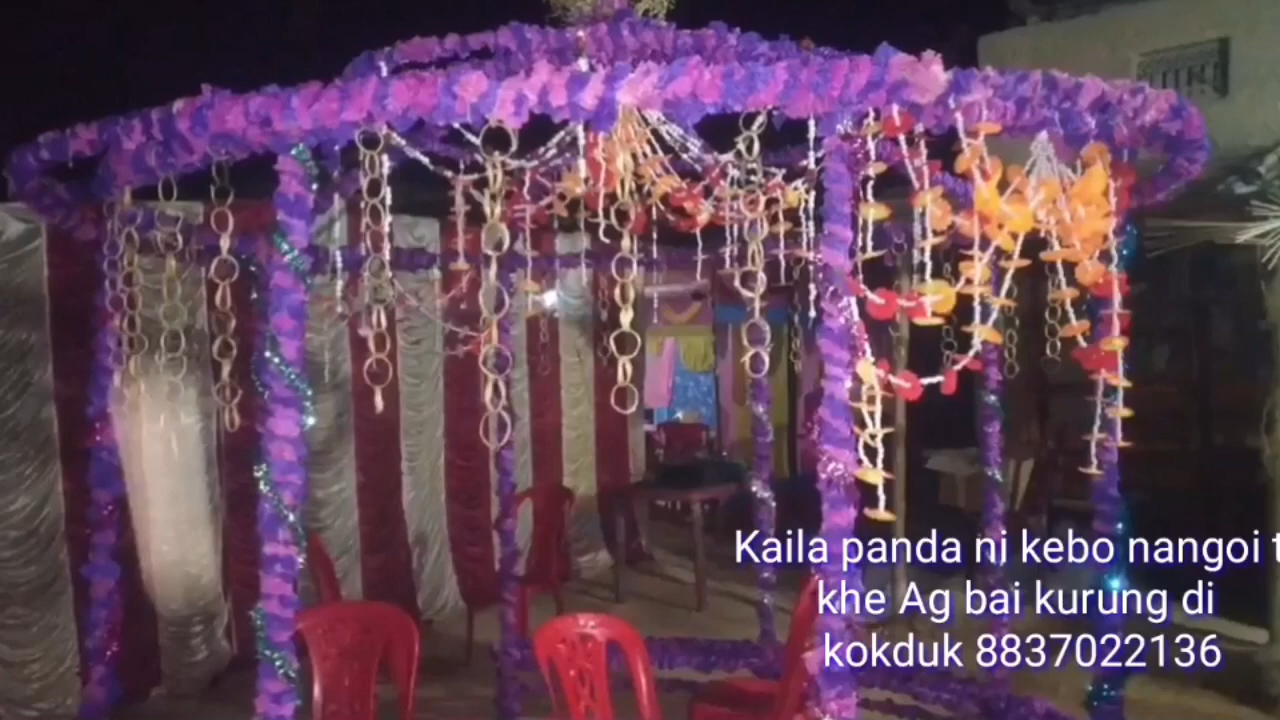 Kaila panda ni kebo nangoi
khe Ag bai kurung di
kokduk 8837022136